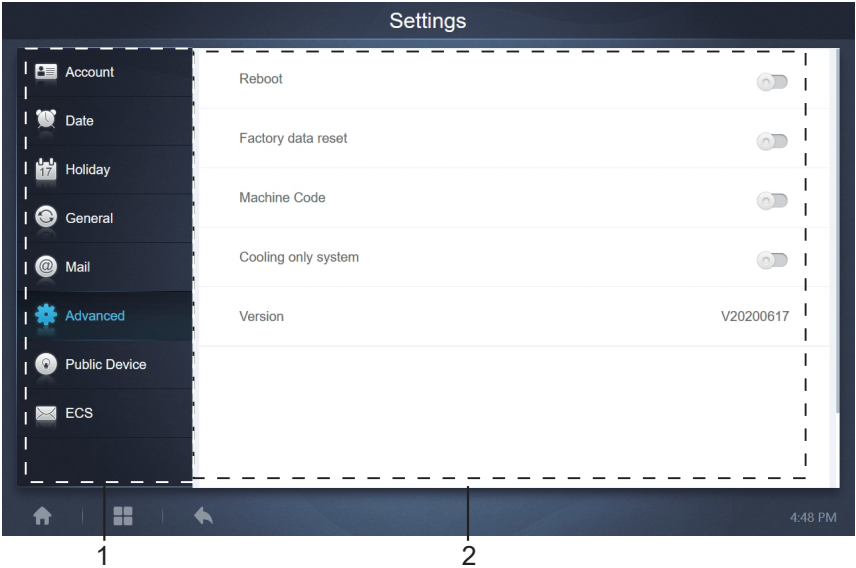 Settings
Account
Date
17
Holiday
General
@
Mail
Advanced
Public Device
ECS
Reboot
Factory data reset
Machine Code
Cooling only system
Version V20200617
4:48 PM
1 2